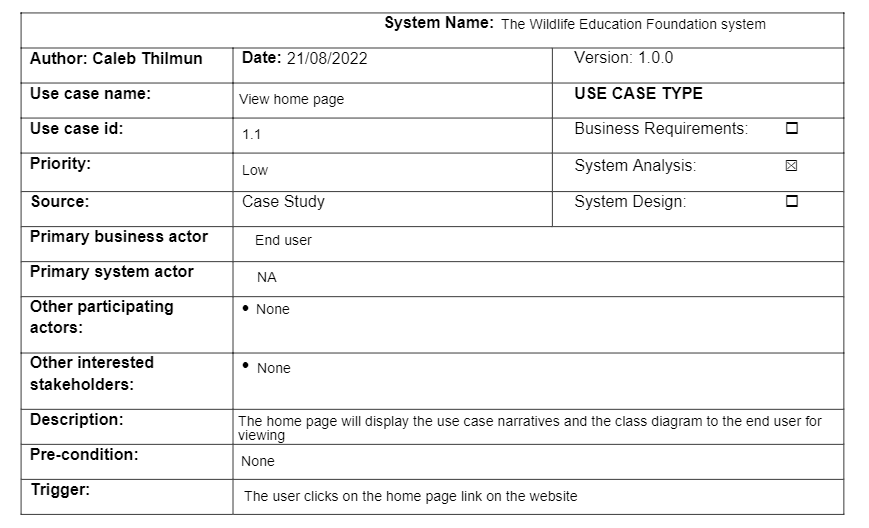 System Name: The Wildlife Education Foundation system
Author: Caleb Thilmun Date: 21/08/2022 Version: 1.0.0
Use case name: View home page USE CASE TYPE
Use case id: 1.1 Business Requirements: ☐
Priority: Low System Analysis: ☒
Source: Case Study System Design: ☐
Primary business actor End user
Primary system actor NA
Other participating
actors: • None
Other interested
stakeholders: • None
Description: The home page will display the use case narratives and the class diagram to the end user for
viewing
Pre-condition: None
Trigger: The user clicks on the home page link on the website